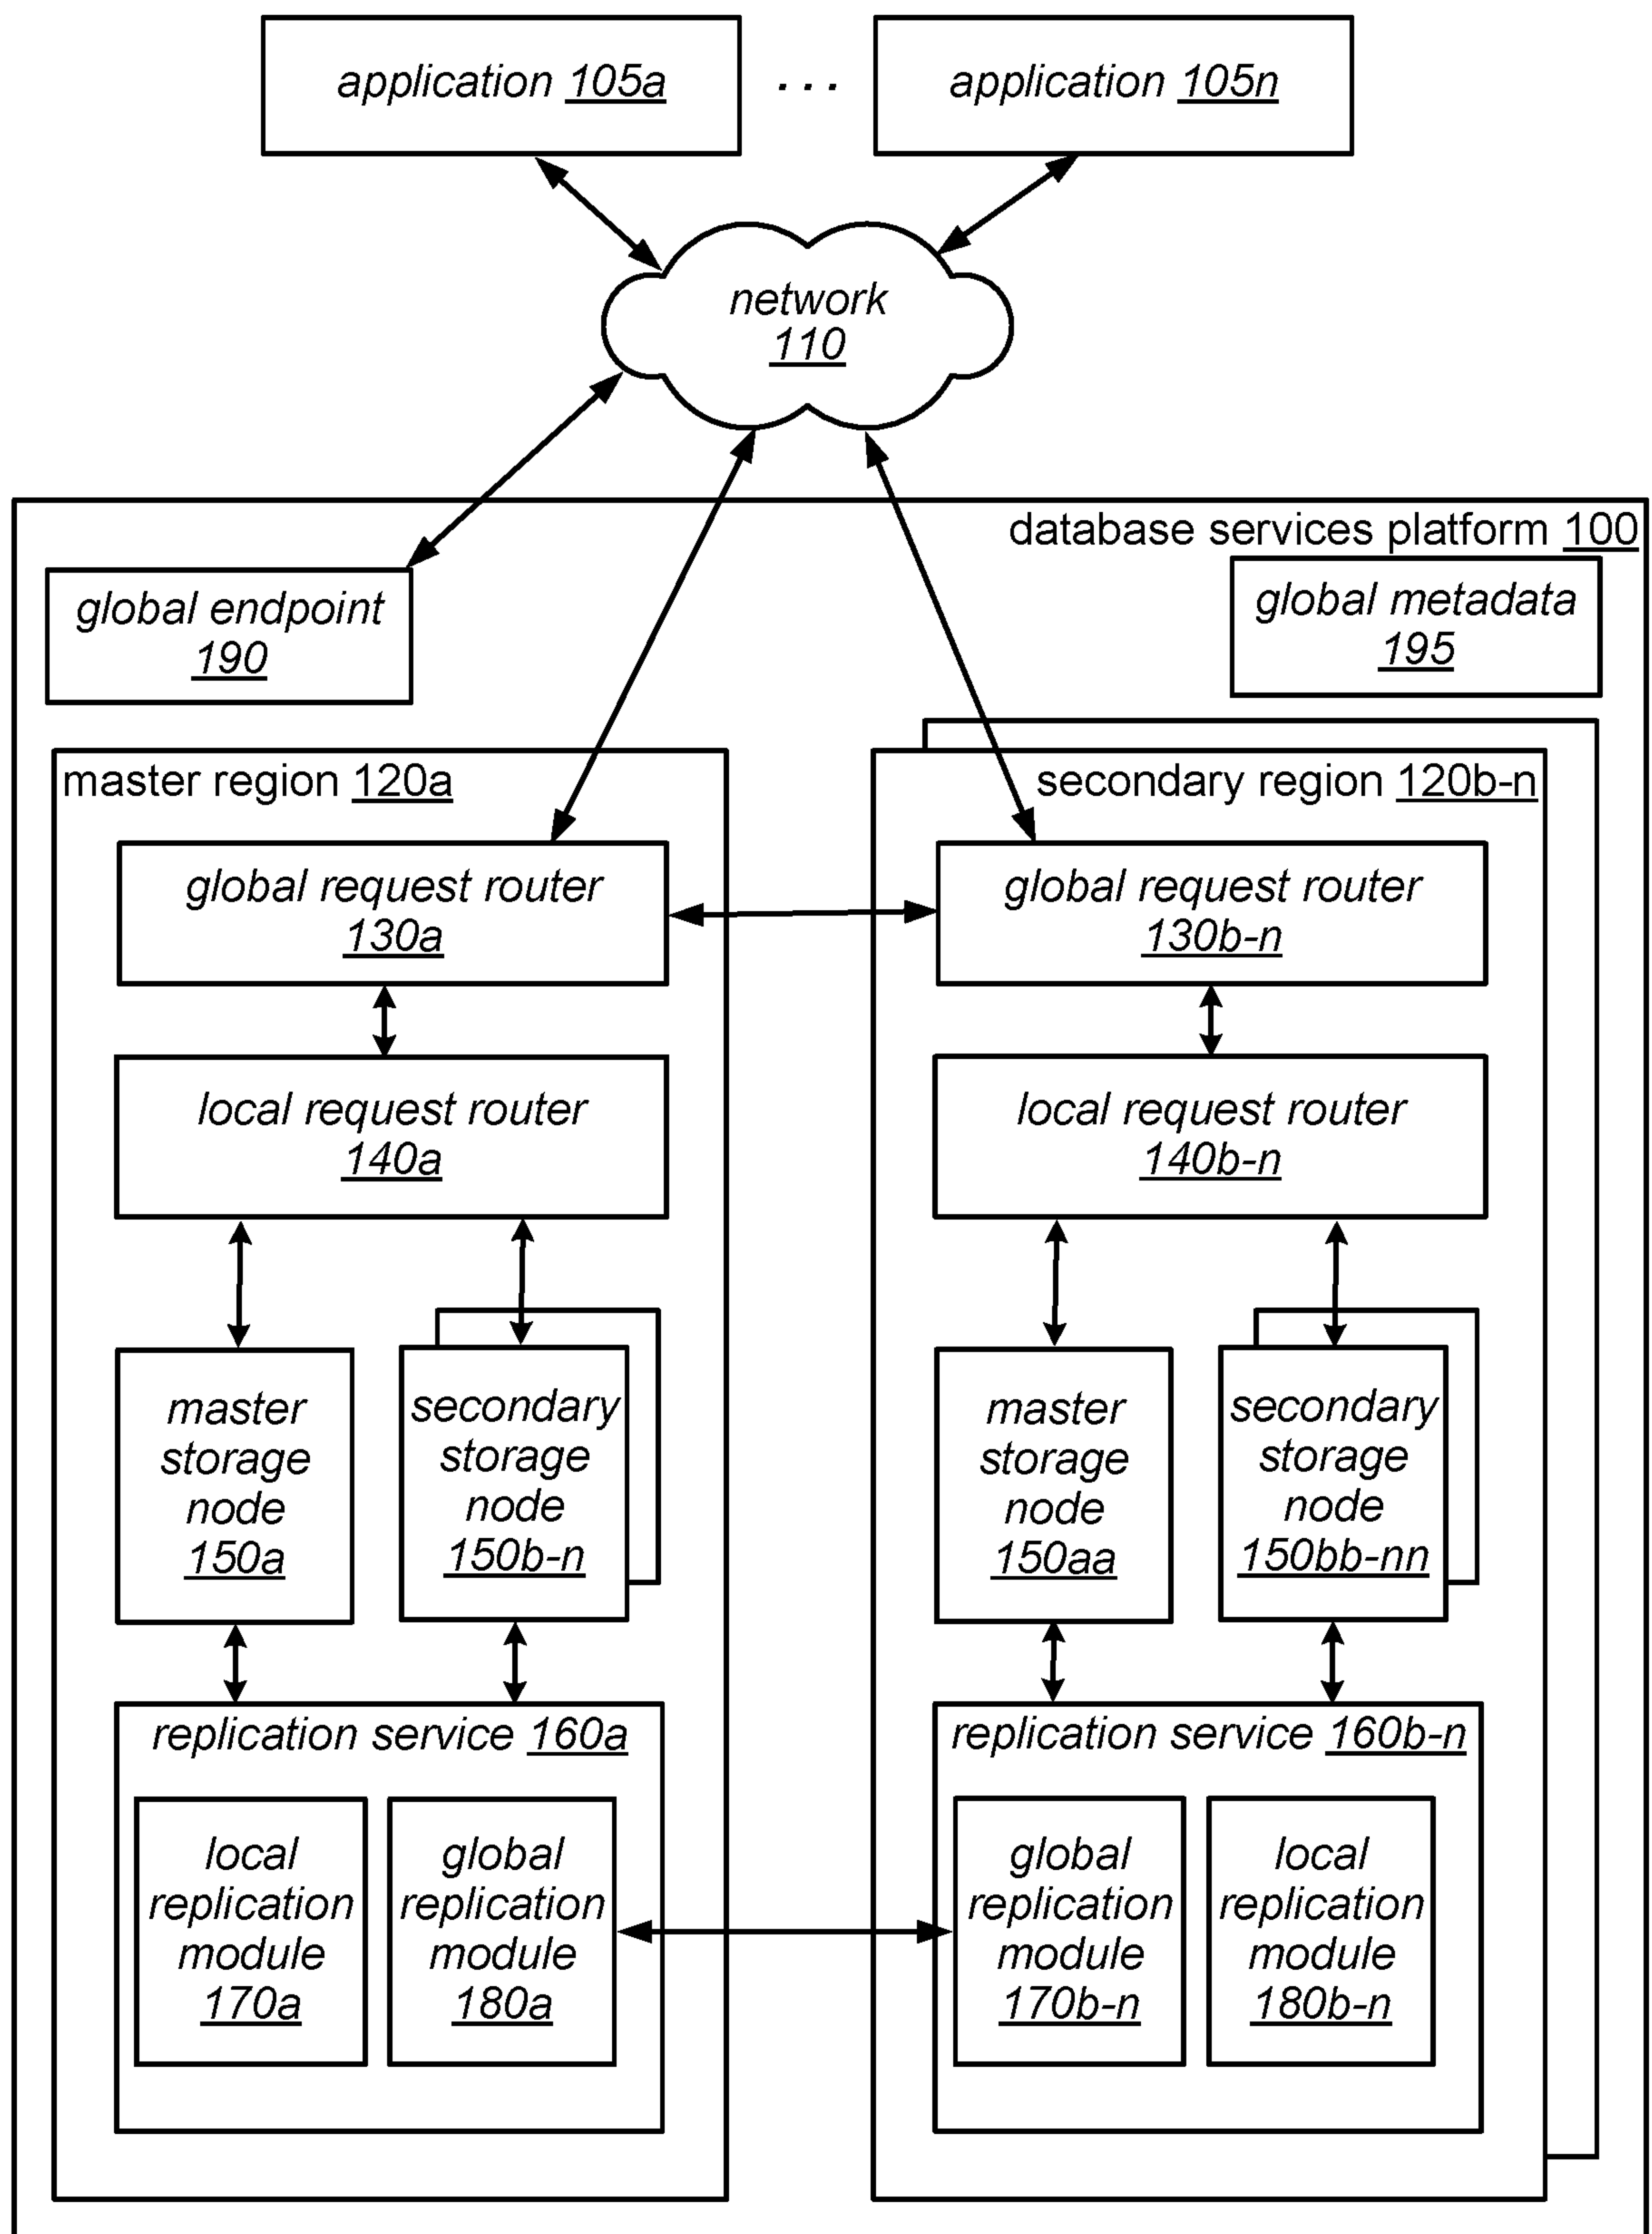 application 105a
...
application 105n
network
110
database services platform 100
global endpoint
190
global metadata
195
master region 120a
global request router
130a
local request router
140a
master
storage
node
150a
secondary
storage
node
150b-n
replication service 160a
local
replication
module
170a
global
replication
module
180a
secondary region 120b-n
global request router
130b-n
local request router
140b-n
master
storage
node
150aa
secondary
storage
node
150bb-nn
replication service 160b-n
global
replication
module
170b-n
local
replication
module
180b-n